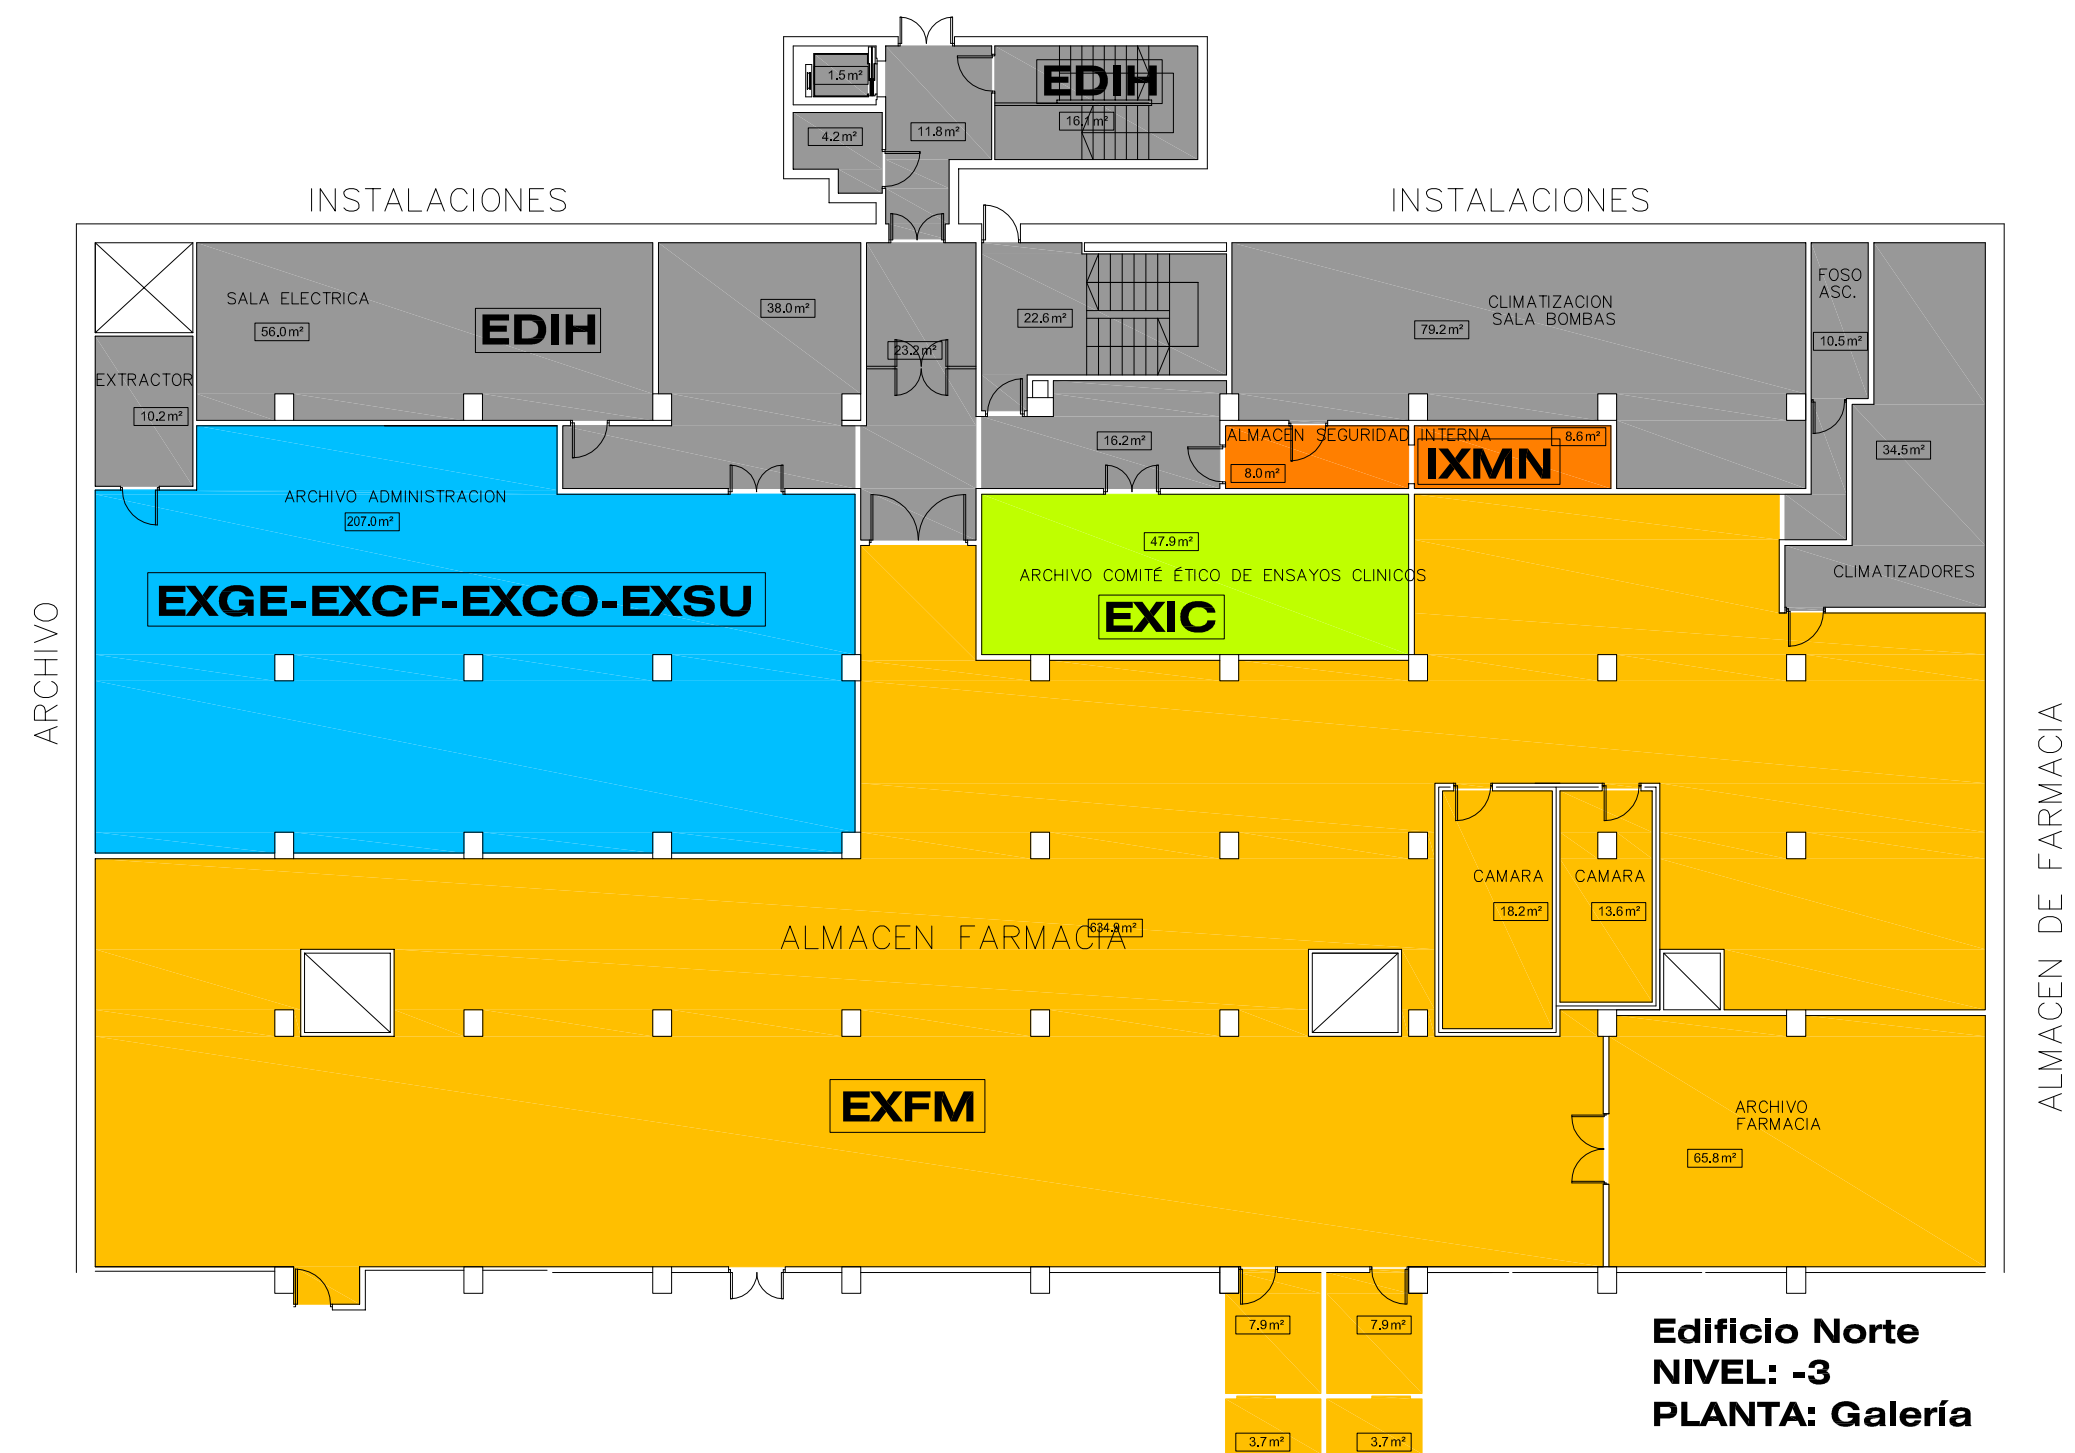 1.5m²
EDIH
4.2m²
11.8m²
16.1m²
INSTALACIONES
INSTALACIONES
SALA ELECTRICA
56.0m²
EDIH
38.0m²
23.2m²
22.6m²
CLIMATIZACION
SALA BOMBAS
79.2m²
FOSO
ASC.
10.5m²
EXTRACTOR
10.2m²
16.2m²
ALMACEN SEGURIDAD INTERNA
8.6m²
8.0m²
IXMN
34.5m²
ARCHIVO ADMINISTRACION
207.0m²
47.9m²
ARCHIVO COMITÉ ÉTICO DE ENSAYOS CLINICOS
EXIC
CLIMATIZADORES
EXGE-EXCF-EXCO-EXSU
ARCHIVO
ALMACEN DE FARMACIA
CAMARA
18.2m²
CAMARA
13.6m²
634.9m²
ALMACEN FARMACIA
EXFM
ARCHIVO
FARMACIA
65.8m²
7.9m²
7.9m²
3.7m²
3.7m²
Edificio Norte
NIVEL: -3
PLANTA: Galería